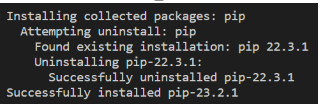 Installing collected packages: pip
Attempting uninstall: pip
Found existing installation: pip 22.3.1
Uninstalling pip-22.3.1:
Successfully uninstalled pip-22.3.1
Successfully installed pip-23.2.1